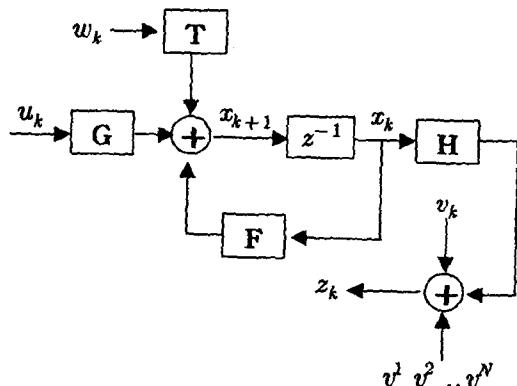 w_k T
u_k G + x_{k+1} z^{-1} x_k H
F
v_k
z_k +
v^1 v^2 .. v^N